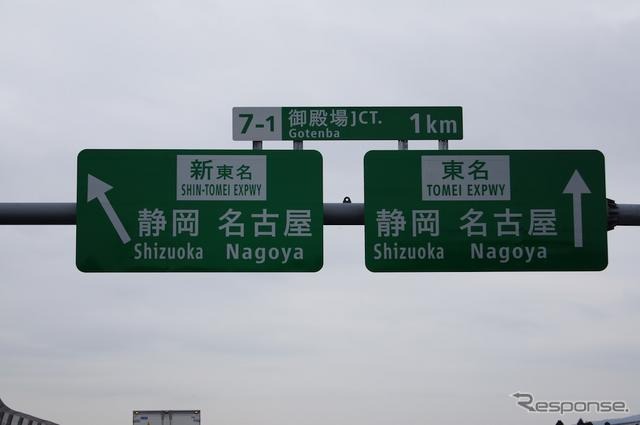 7-1 御殿場JCT. 1km
Gotenba
新東名
SHIN-TOMEI EXPWY
静岡 名古屋
Shizuoka Nagoya
東名
TOMEI EXPWY
静岡 名古屋
Shizuoka Nagoya
Response.